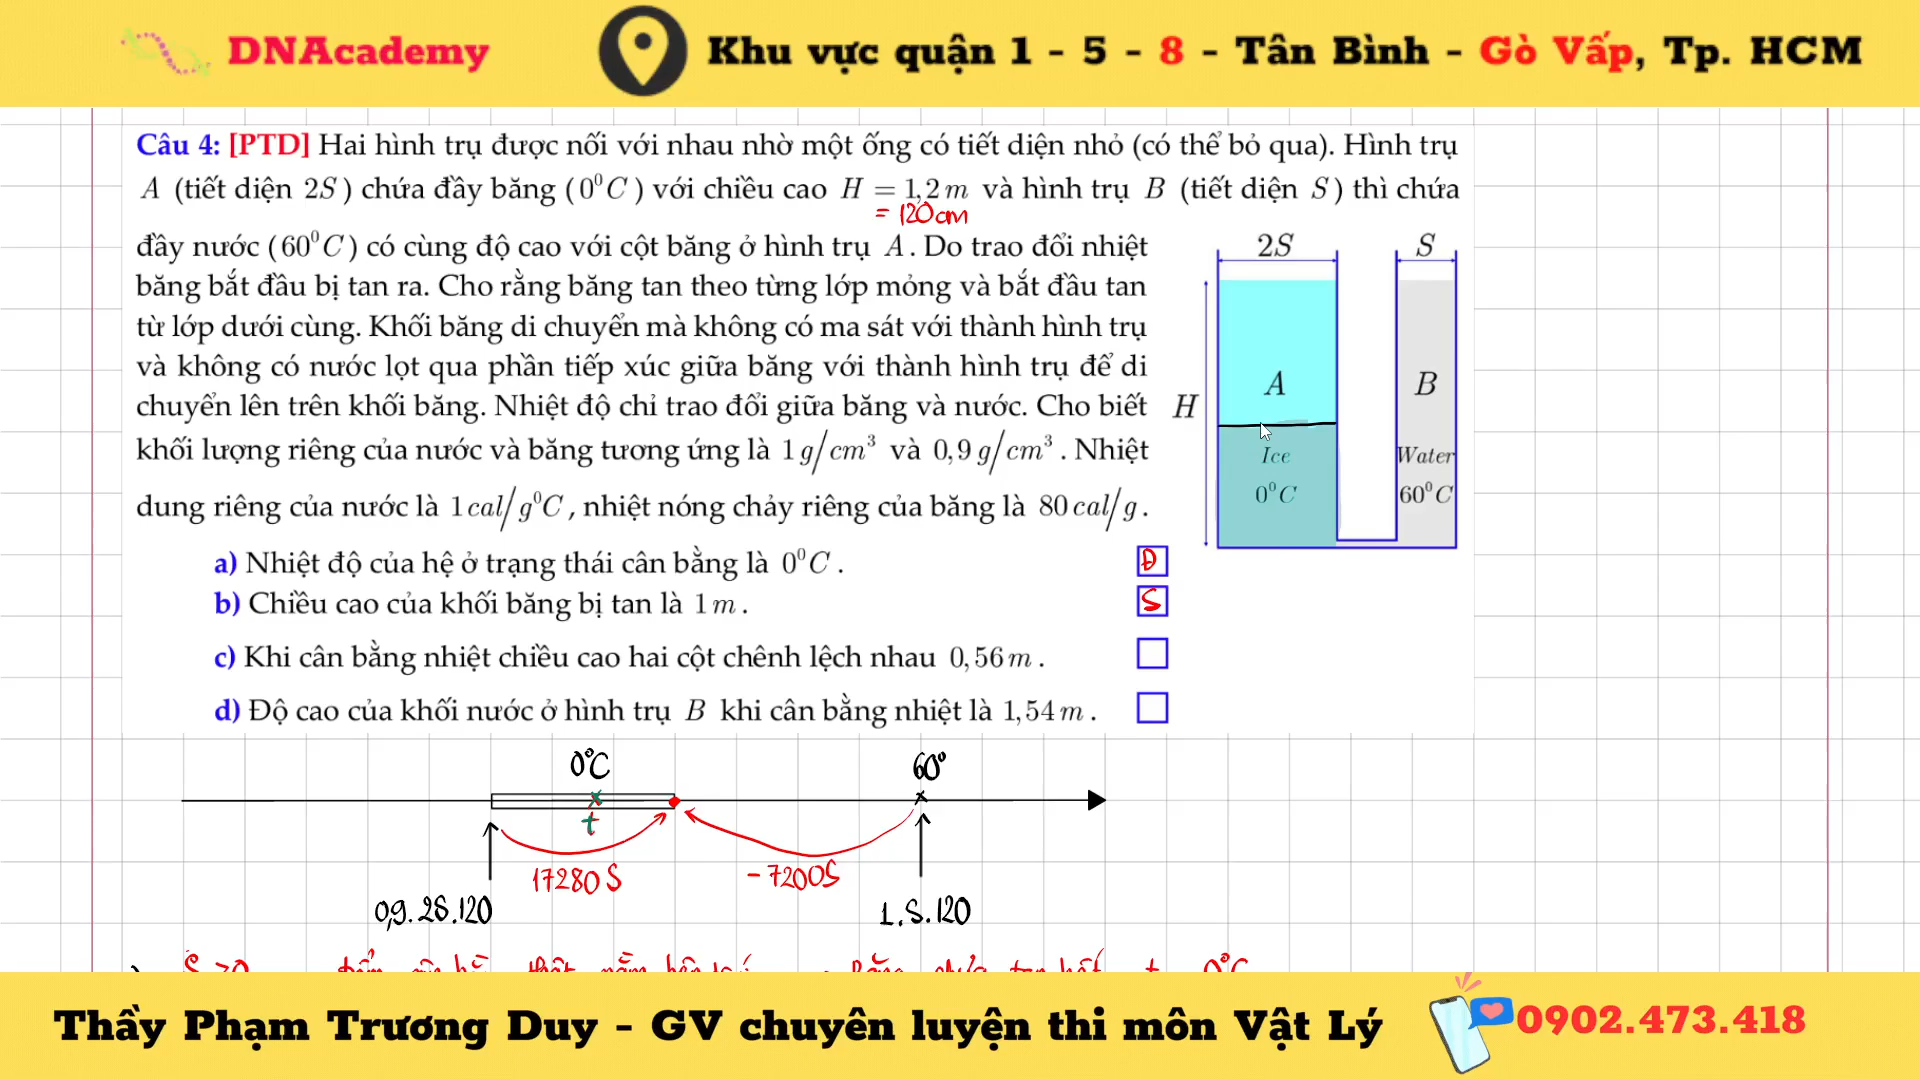 DNAcademy
Khu vực quận 1 - 5 - 8 - Tân Bình - Gò Vấp, Tp. HCM
Câu 4: [PTD] Hai hình trụ được nối với nhau nhờ một ống có tiết diện nhỏ (có thể bỏ qua). Hình trụ
A (tiết diện 2S) chứa đầy băng (0⁰C) với chiều cao H = 1,2 m và hình trụ B (tiết diện S) thì chứa
= 120cm
đầy nước (60⁰C) có cùng độ cao với cột băng ở hình trụ A. Do trao đổi nhiệt
băng bắt đầu bị tan ra. Cho rằng băng tan theo từng lớp mỏng và bắt đầu tan
từ lớp dưới cùng. Khối băng di chuyển mà không có ma sát với thành hình trụ
và không có nước lọt qua phần tiếp xúc giữa băng với thành hình trụ để di
chuyển lên trên khối băng. Nhiệt độ chỉ trao đổi giữa băng và nước. Cho biết
khối lượng riêng của nước và băng tương ứng là 1 g/cm³ và 0,9 g/cm³. Nhiệt
dung riêng của nước là 1 cal/g⁰C, nhiệt nóng chảy riêng của băng là 80 cal/g.
2S S
H A B
Ice Water
0⁰C 60⁰C
a) Nhiệt độ của hệ ở trạng thái cân bằng là 0⁰C. Đ
b) Chiều cao của khối băng bị tan là 1 m. S
c) Khi cân bằng nhiệt chiều cao hai cột chênh lệch nhau 0,56 m.
d) Độ cao của khối nước ở hình trụ B khi cân bằng nhiệt là 1,54 m.
0°C 60°
t
17280S -7200S
0,9.2S.120 1.S.120
Thầy Phạm Trương Duy - GV chuyên luyện thi môn Vật Lý
0902.473.418